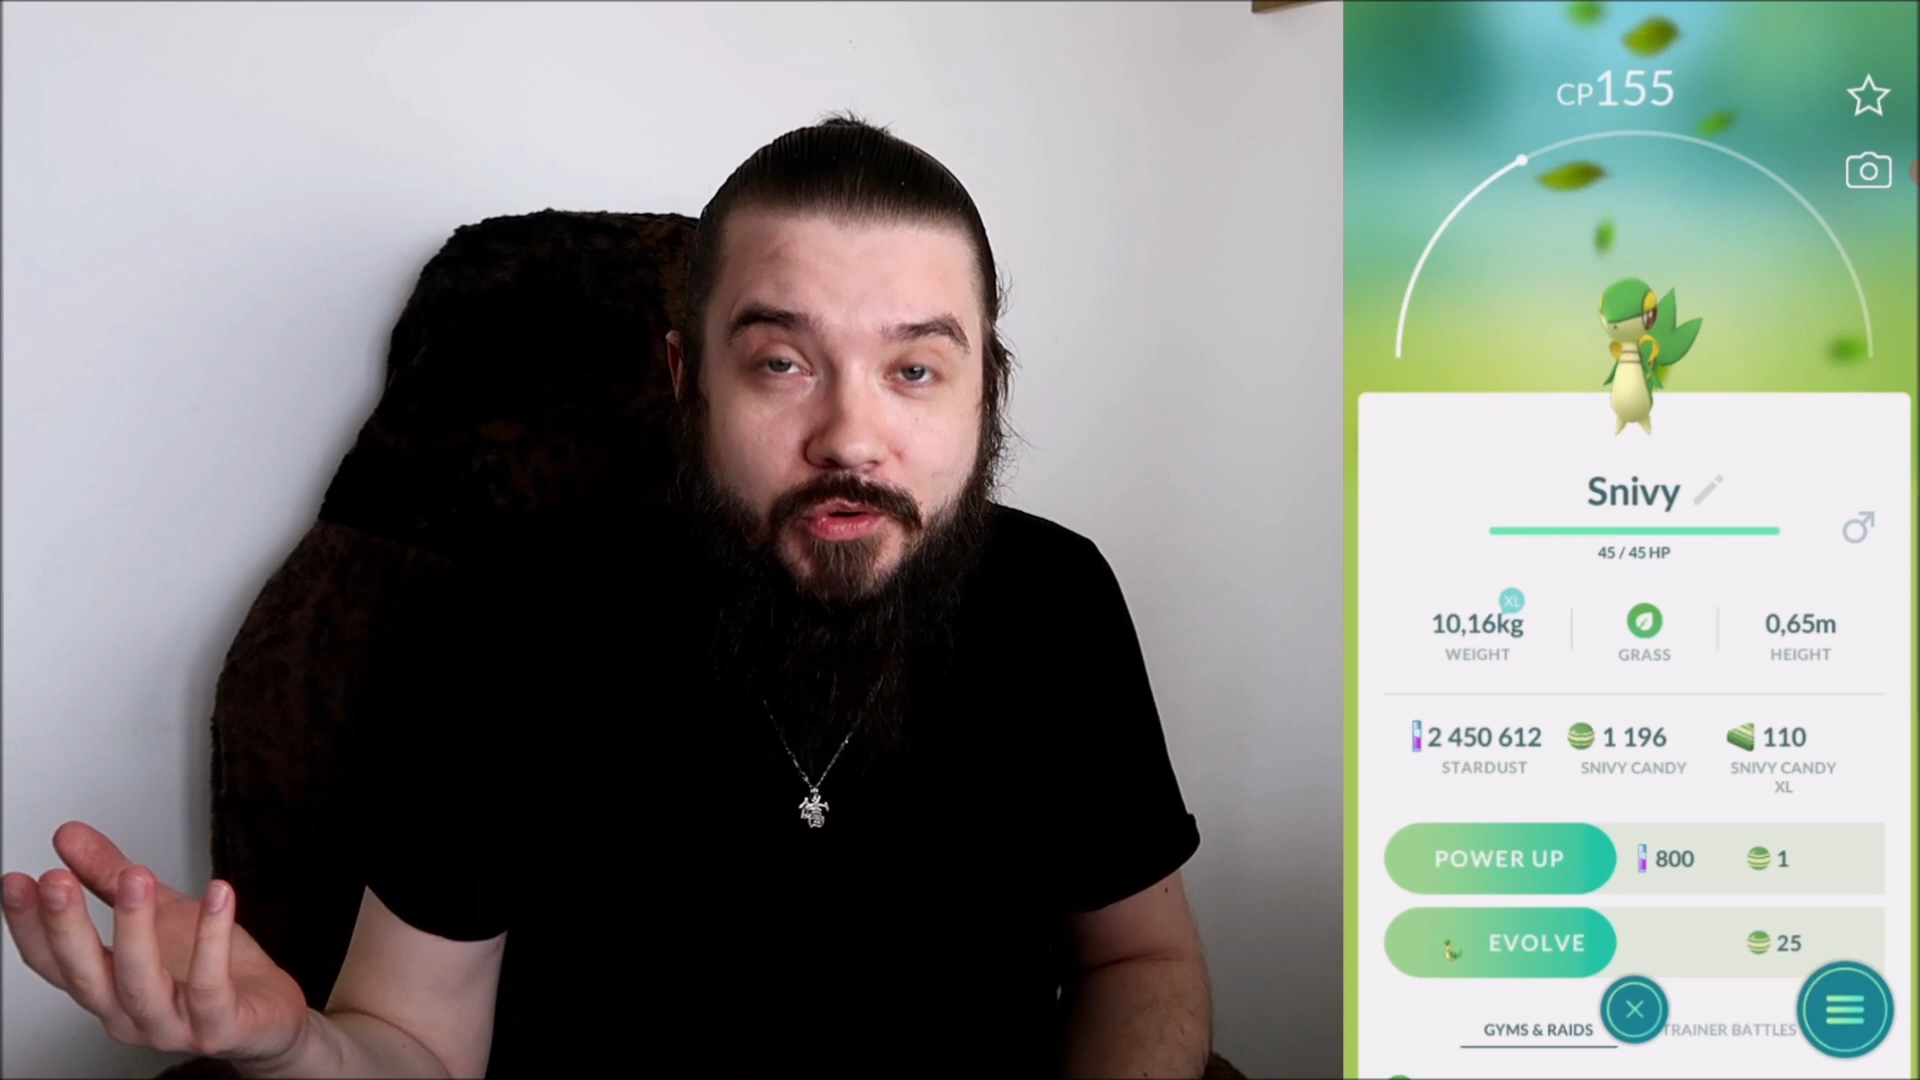 CP155
Snivy
45 / 45 HP
XL
10,16kg
WEIGHT
GRASS
0,65m
HEIGHT
2 450 612
STARDUST
1 196
SNIVY CANDY
110
SNIVY CANDY
XL
POWER UP
800
1
EVOLVE
25
GYMS & RAIDS
TRAINER BATTLES